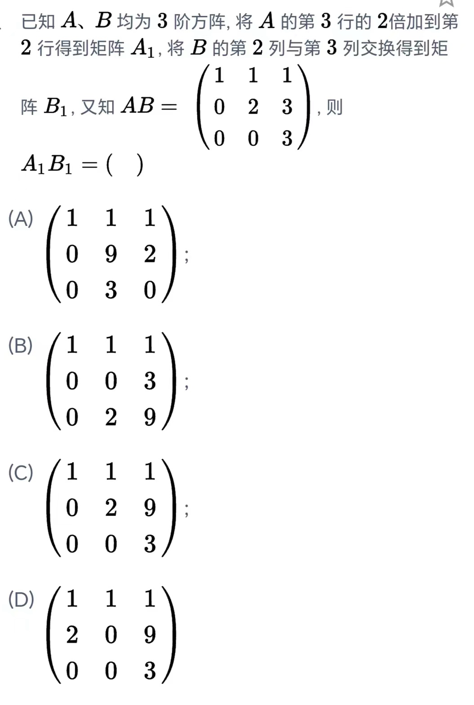 已知 A、B 均为 3 阶方阵, 将 A 的第 3 行的 2倍加到第
2 行得到矩阵 A₁, 将 B 的第 2 列与第 3 列交换得到矩
1 1 1
阵 B₁, 又知 AB = 0 2 3 , 则
0 0 3
A₁B₁ = ( )
(A) 1 1 1
0 9 2 ;
0 3 0
(B) 1 1 1
0 0 3 ;
0 2 9
(C) 1 1 1
0 2 9 ;
0 0 3
(D) 1 1 1
2 0 9
0 0 3